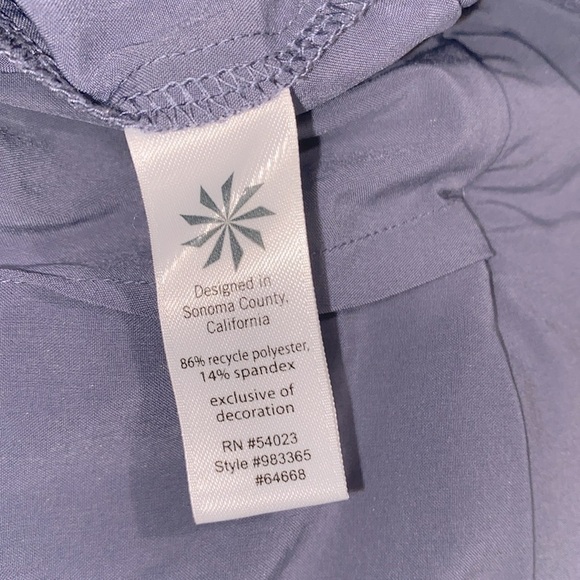 Designed in
Sonoma County,
California
86% recycle polyester,
14% spandex
exclusive of
decoration
RN #54023
Style #983365
#64668